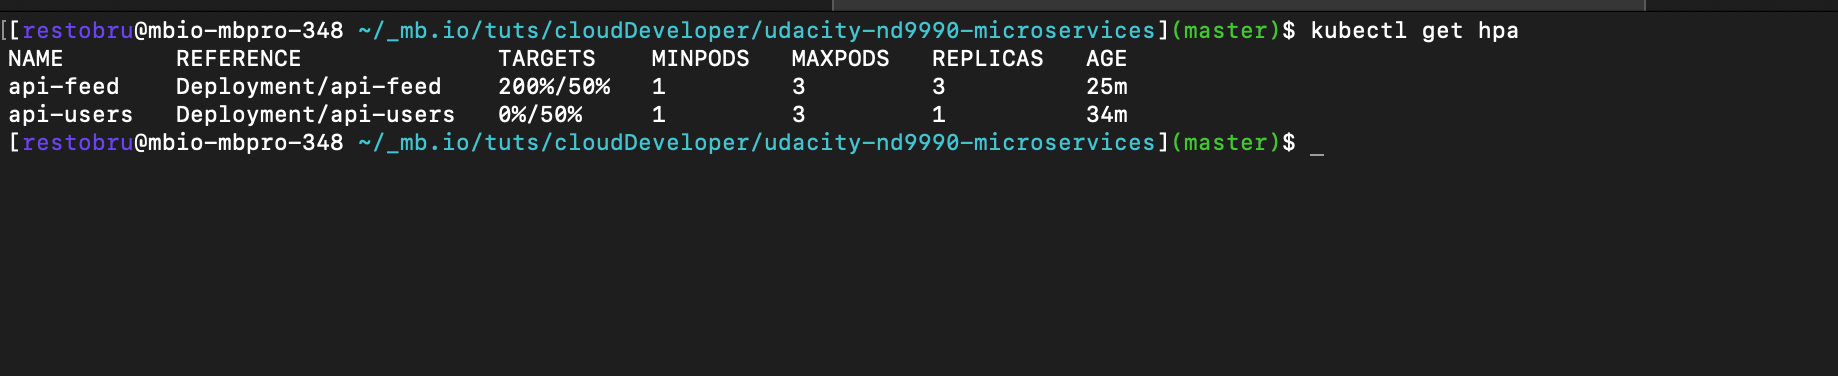 [[restobru@mbio-mbpro-348 ~/_mb.io/tuts/cloudDeveloper/udacity-nd9990-microservices](master)$ kubectl get hpa
NAME        REFERENCE              TARGETS    MINPODS   MAXPODS   REPLICAS   AGE
api-feed    Deployment/api-feed    200%/50%   1         3         3          25m
api-users   Deployment/api-users   0%/50%     1         3         1          34m
[restobru@mbio-mbpro-348 ~/_mb.io/tuts/cloudDeveloper/udacity-nd9990-microservices](master)$ _